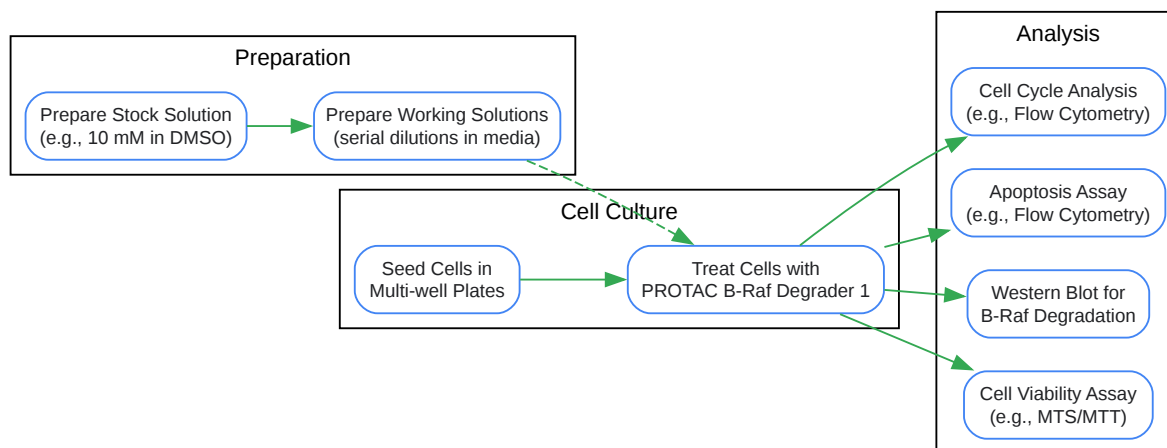 Preparation
Prepare Stock Solution
(e.g., 10 mM in DMSO)
Prepare Working Solutions
(serial dilutions in media)
Cell Culture
Seed Cells in
Multi-well Plates
Treat Cells with
PROTAC B-Raf Degrader 1
Analysis
Cell Cycle Analysis
(e.g., Flow Cytometry)
Apoptosis Assay
(e.g., Flow Cytometry)
Western Blot for
B-Raf Degradation
Cell Viability Assay
(e.g., MTS/MTT)